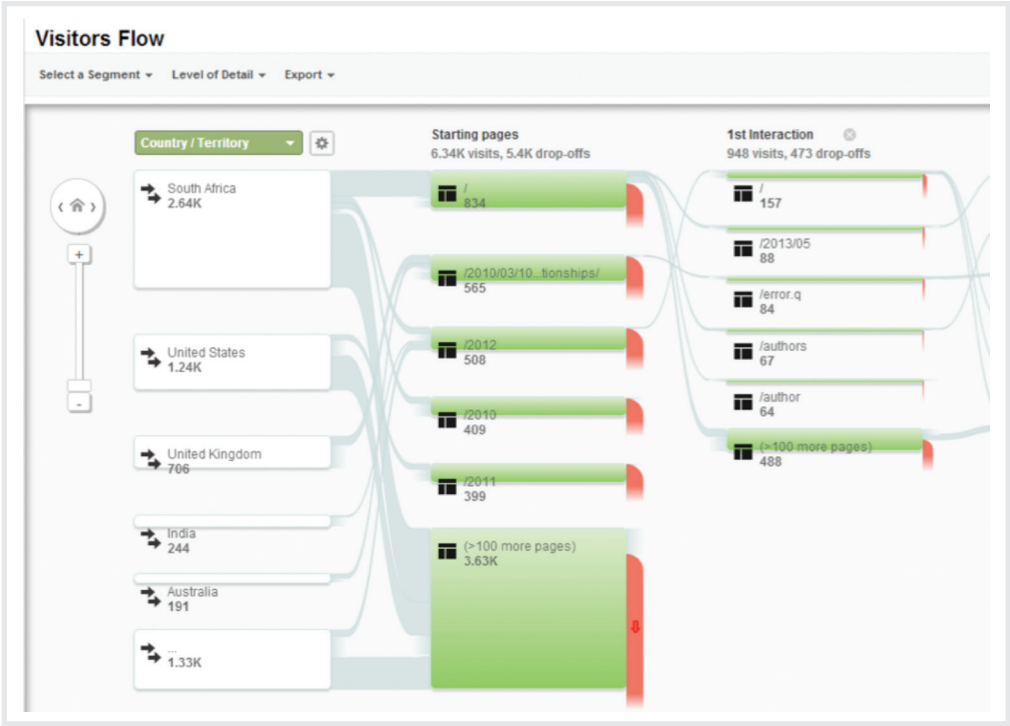 Visitors Flow
Select a Segment
Level of Detail
Export
Country / Territory
South Africa
2.64K
United States
1.24K
United Kingdom
706
India
244
Australia
191
...
1.33K
Starting pages
6.34K visits, 5.4K drop-offs
/
834
/2010/03/10...tionships/
565
/2012
508
/2010
409
/2011
399
(>100 more pages)
3.63K
1st Interaction
948 visits, 473 drop-offs
/
157
/2013/05
88
/error.q
84
/authors
67
/author
64
(>100 more pages)
488